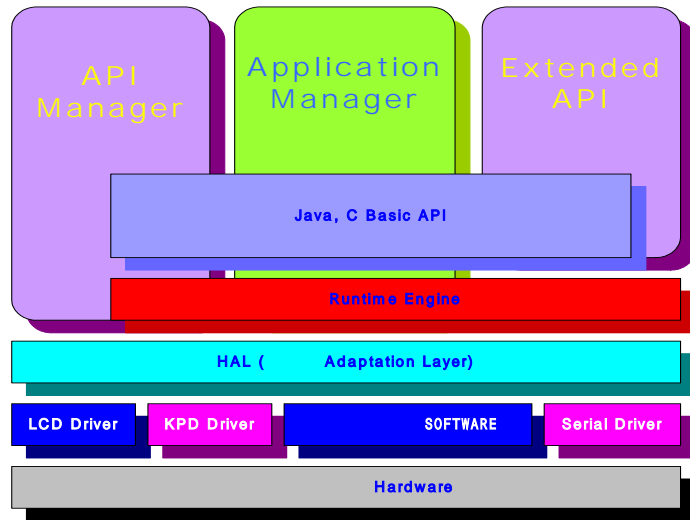 API
Manager
Application
Manager
Extended
API
Java, C Basic API
Runtime Engine
HAL ( Adaptation Layer)
LCD Driver
KPD Driver
SOFTWARE
Serial Driver
Hardware